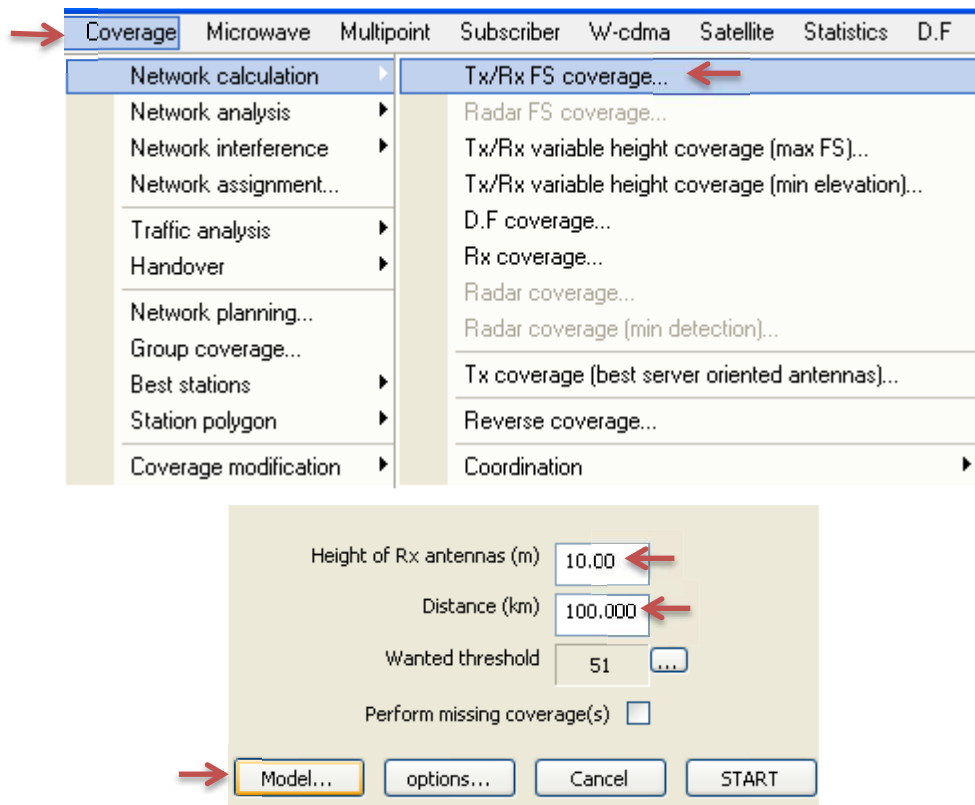 Coverage Microwave Multipoint Subscriber W-cdma Satellite Statistics D.F
Network calculation
Network analysis
Network interference
Network assignment...
Traffic analysis
Handover
Network planning...
Group coverage...
Best stations
Station polygon
Coverage modification
Tx/Rx FS coverage...
Radar FS coverage...
Tx/Rx variable height coverage (max FS)...
Tx/Rx variable height coverage (min elevation)...
D.F coverage...
Rx coverage...
Radar coverage...
Radar coverage (min detection)...
Tx coverage (best server oriented antennas)...
Reverse coverage...
Coordination
Height of Rx antennas (m) 10.00
Distance (km) 100.000
Wanted threshold 51 ...
Perform missing coverage(s)
Model... options... Cancel START